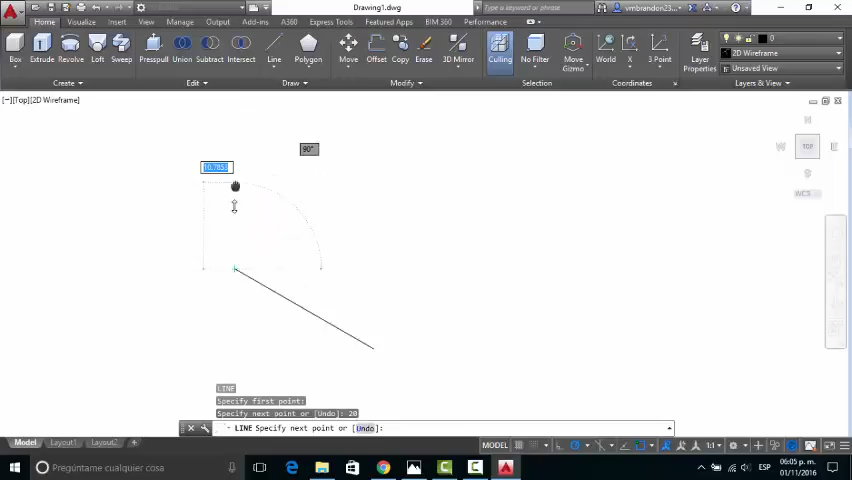 Drawing1.dwg
vmbrandon23...
Home Visualize Insert View Manage Output Add-ins A360 Express Tools Featured Apps BIM 360 Performance
Box Extrude Revolve Loft Sweep Presspull Union Subtract Intersect Line Polygon Move Offset Copy Erase 3D Mirror Culling No Filter Move Gizmo World X 3 Point Layer Properties
0
2D Wireframe
Unsaved View
Create Edit Draw Modify Selection Coordinates Layers & View
[−][Top][2D Wireframe]
N
W TOP E
S
WCS
90°
LINE
Specify first point:
Specify next point or [Undo]: 20
LINE Specify next point or [Undo]:
Model Layout1 Layout2 +
MODEL 1:1
Pregúntame cualquier cosa
ESP
06:05 p. m.
01/11/2016